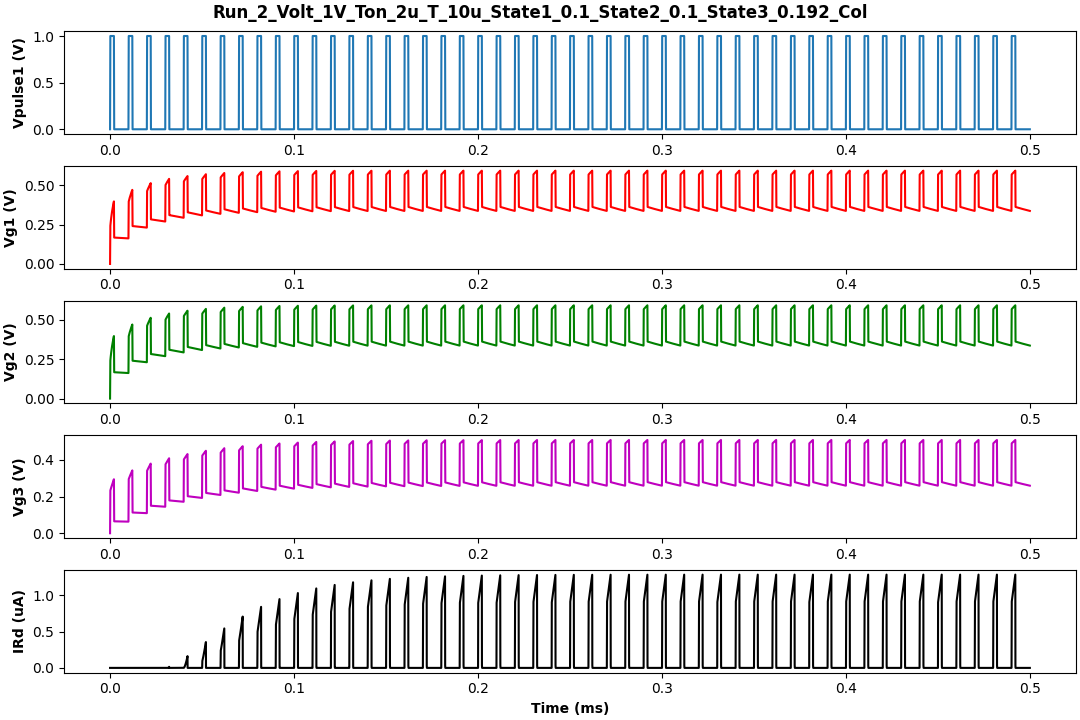 Run_2_Volt_1V_Ton_2u_T_10u_State1_0.1_State2_0.1_State3_0.192_Col
Vpulse1 (V)
1.0
0.5
0.0
0.0 0.1 0.2 0.3 0.4 0.5
Vg1 (V)
0.50
0.25
0.00
0.0 0.1 0.2 0.3 0.4 0.5
Vg2 (V)
0.50
0.25
0.00
0.0 0.1 0.2 0.3 0.4 0.5
Vg3 (V)
0.4
0.2
0.0
0.0 0.1 0.2 0.3 0.4 0.5
IRd (uA)
1.0
0.5
0.0
0.0 0.1 0.2 0.3 0.4 0.5
Time (ms)